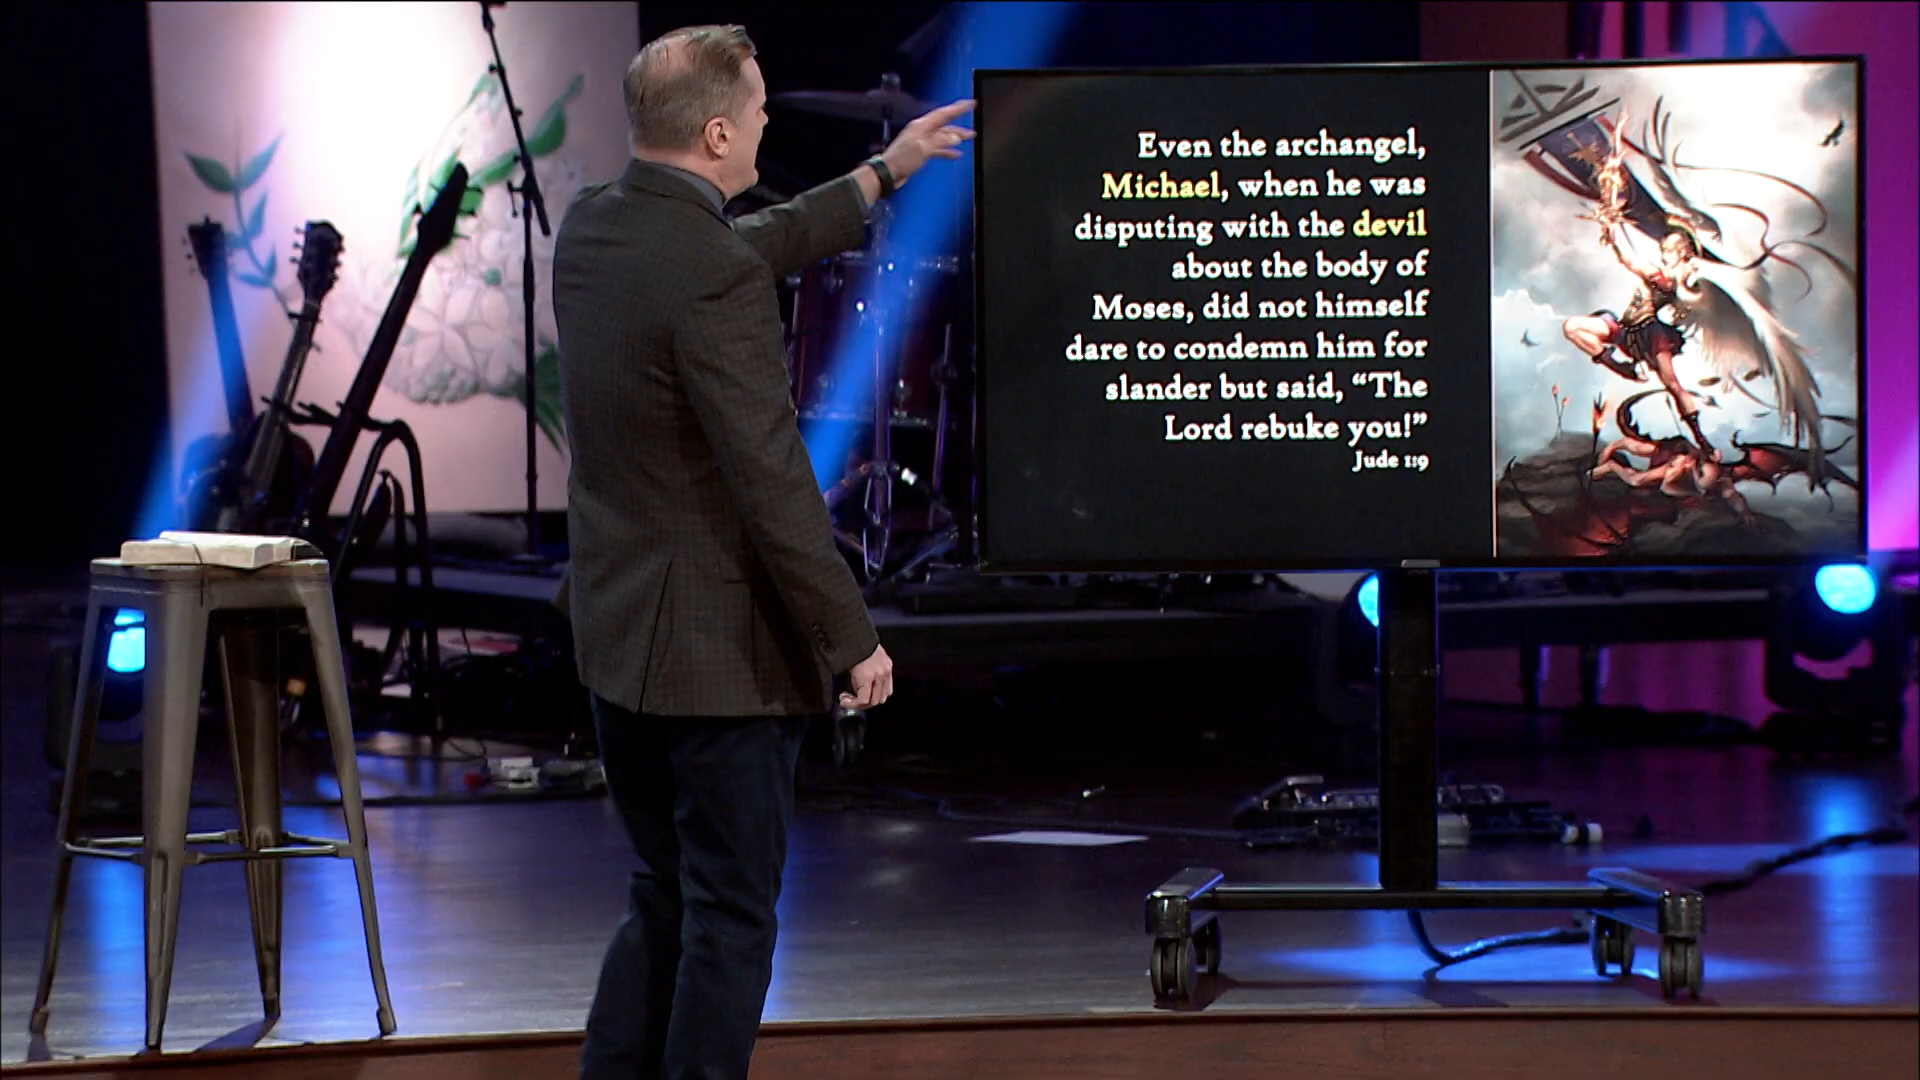 Even the archangel,
Michael, when he was
disputing with the devil
about the body of
Moses, did not himself
dare to condemn him for
slander but said, “The
Lord rebuke you!”
Jude 1:9